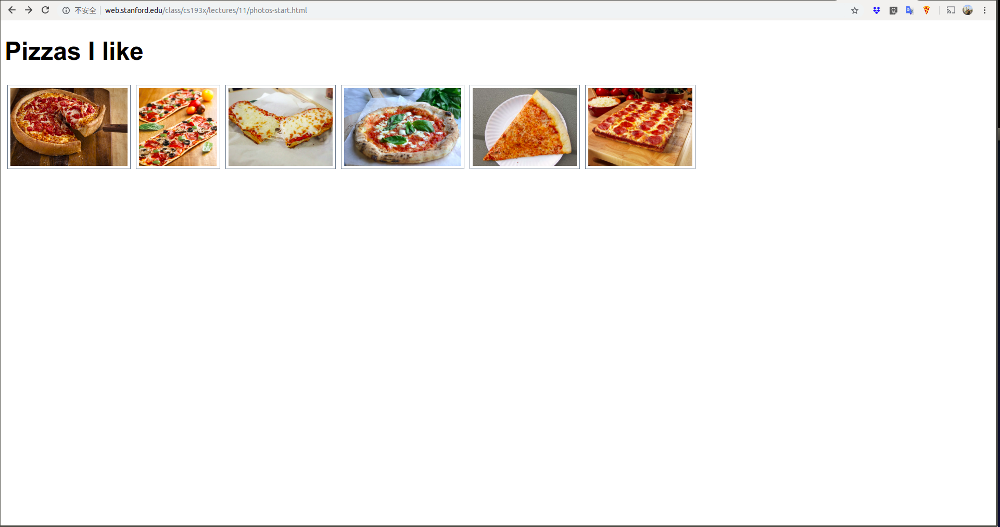 不安全 web.stanford.edu/class/cs193x/lectures/11/photos-start.html
Pizzas I like